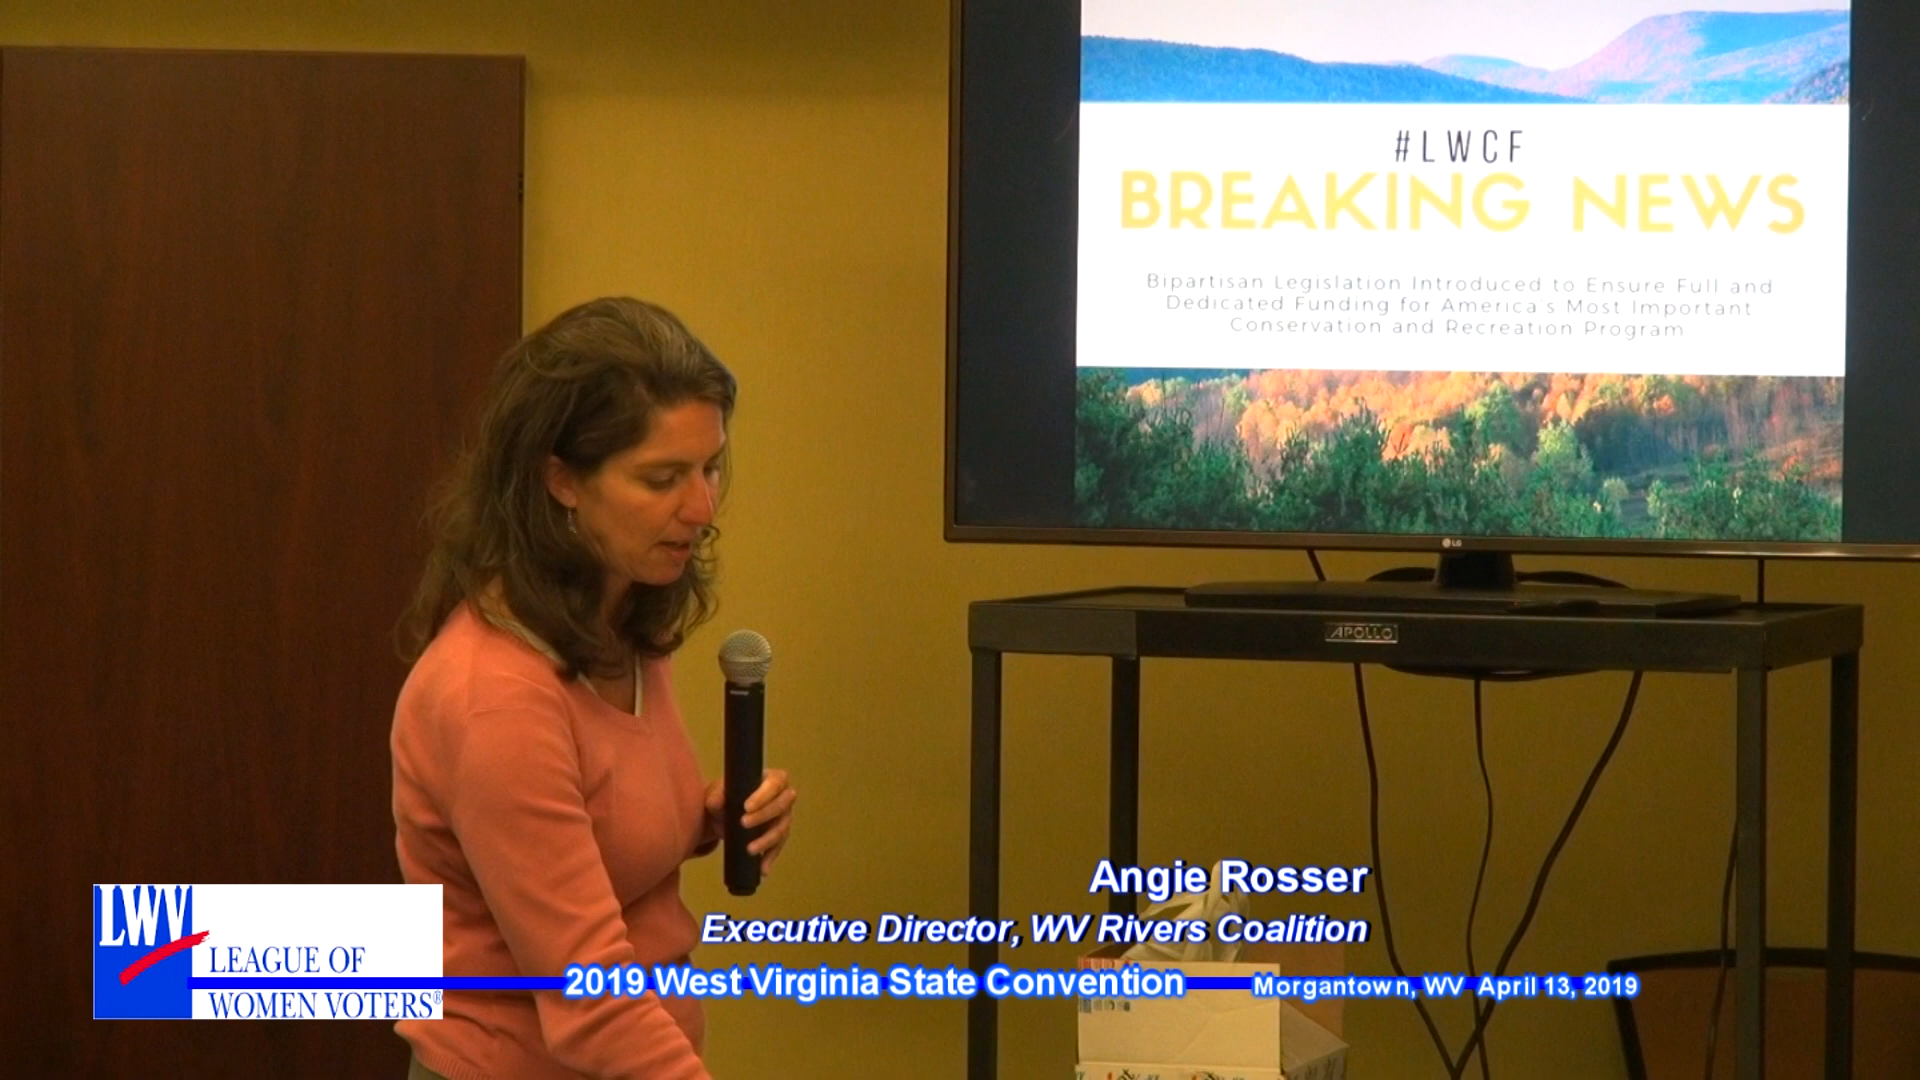 #LWCF
BREAKING NEWS
Bipartisan Legislation Introduced to Ensure Full and
Dedicated Funding for America's Most Important
Conservation and Recreation Program
LG
APOLLO
Angie Rosser
Executive Director, WV Rivers Coalition
LWV
LEAGUE OF
WOMEN VOTERS®
2019 West Virginia State Convention Morgantown, WV April 13, 2019